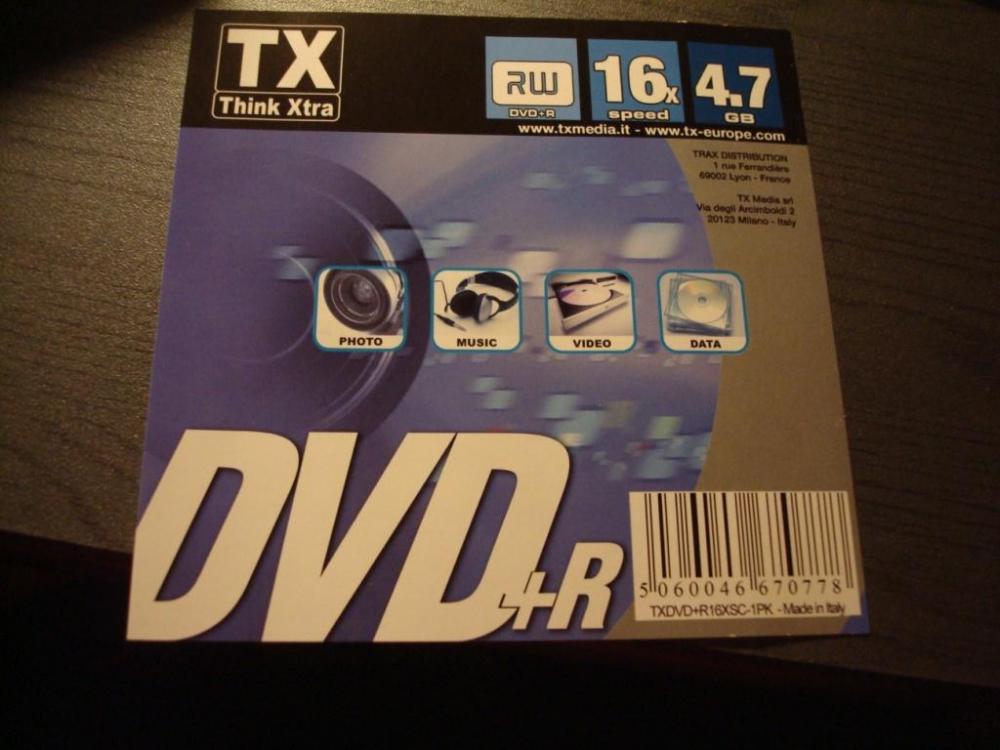 TX
Think Xtra
RW
DVD+R
16x
speed
4.7
GB
www.txmedia.it - www.tx-europe.com
TRAX DISTRIBUTION
1 rue Ferrandière
69002 Lyon - France
TX Media srl
Via degli Arcimboldi 2
20123 Milano - Italy
PHOTO
MUSIC
VIDEO
DATA
DVD+R
5 060046 670778
TXDVD+R16XSC-1PK - Made in Italy